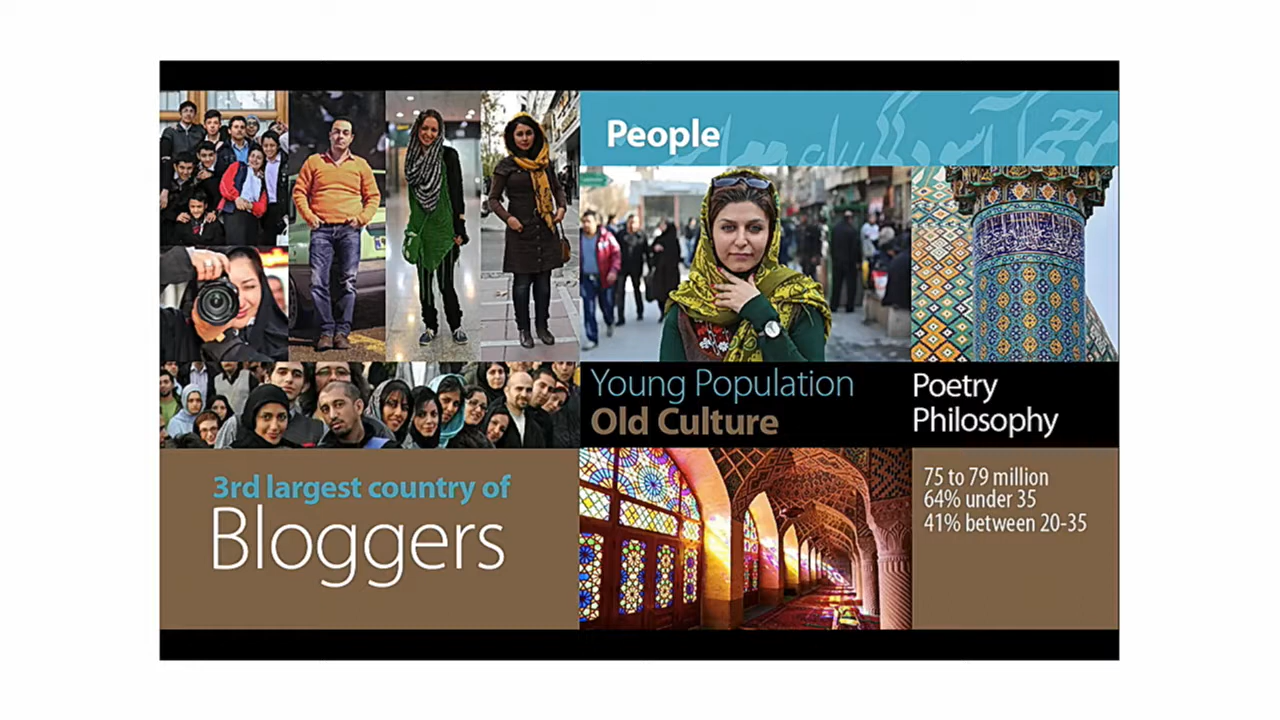 People
Young Population
Old Culture
Poetry
Philosophy
3rd largest country of
Bloggers
75 to 79 million
64% under 35
41% between 20-35